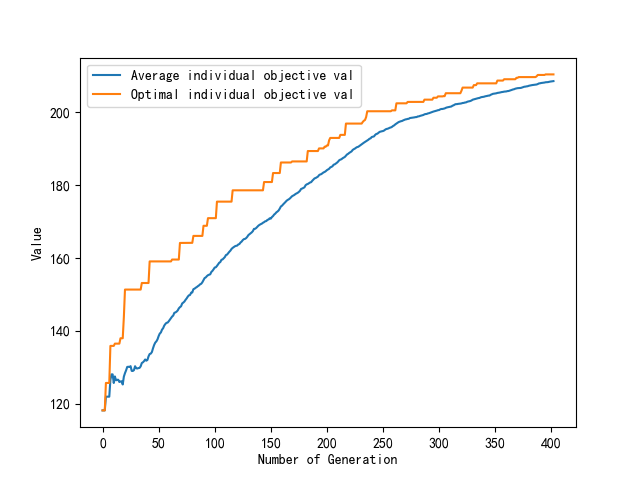 Average individual objective val
Optimal individual objective val
200
180
160
140
120
0 50 100 150 200 250 300 350 400
Value
Number of Generation